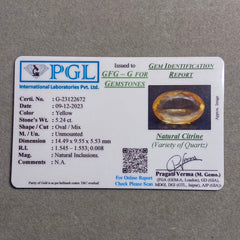 PGL
International Laboratories Pvt. Ltd.
Issued to
GFG - G FOR
GEMSTONES
GEM IDENTIFICATION
REPORT
Certi. No : G-23122672
Date : 09-12-2023
Color : Yellow
Stone's Wt. : 5.24 ct.
Shape / Cut : Oval / Mix
M / Un. : Unmounted
Dimension : 14.49 x 9.55 x 5.53 mm
R.I. : 1.545 - 1.553, 0.008
Mag. : Natural Inclusions.
Comments : N.A.
Approx. Image
Natural Citrine
(Variety of Quartz)
For Online Report
Check Please Scan
Pragati Verma (M. Gems.)